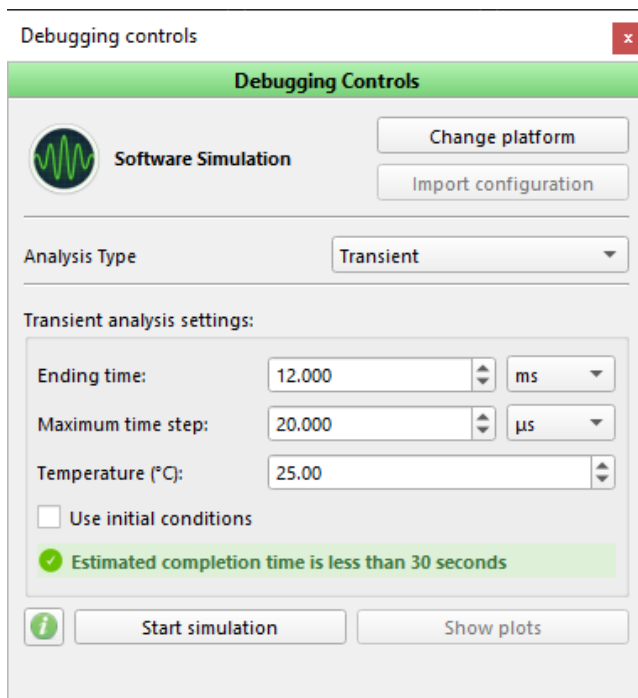 Debugging controls
x
Debugging Controls
Software Simulation
Change platform
Import configuration
Analysis Type
Transient
Transient analysis settings:
Ending time: 12.000 ms
Maximum time step: 20.000 µs
Temperature (°C): 25.00
Use initial conditions
Estimated completion time is less than 30 seconds
i Start simulation Show plots